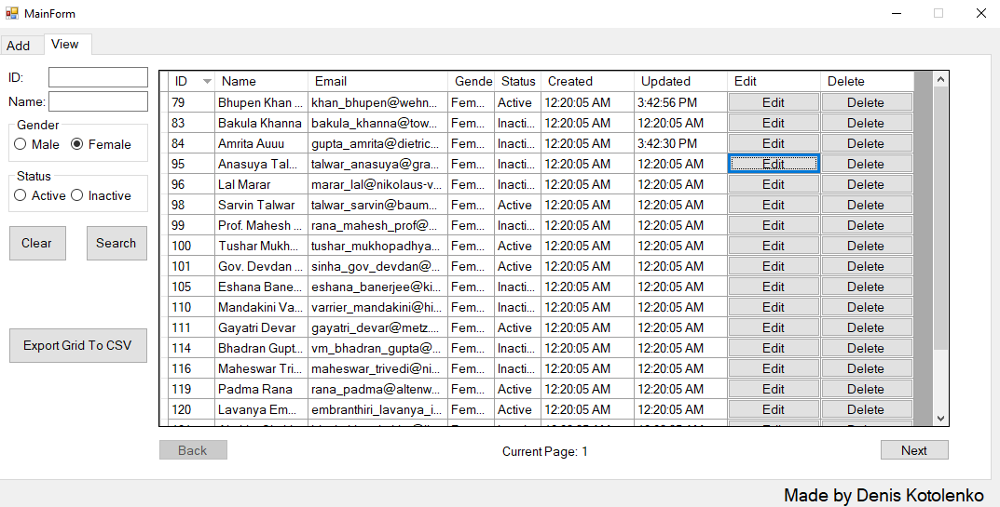 MainForm
Add View
ID:
Name:
Gender
Male Female
Status
Active Inactive
Clear Search
Export Grid To CSV
ID Name Email Gende Status Created Updated Edit Delete
79 Bhupen Khan ... khan_bhupen@wehn... Fem... Active 12:20:05 AM 3:42:56 PM Edit Delete
83 Bakula Khanna bakula_khanna@tow... Fem... Inacti... 12:20:05 AM 12:20:05 AM Edit Delete
84 Amrita Auuu gupta_amrita@dietric... Fem... Inacti... 12:20:05 AM 3:42:30 PM Edit Delete
95 Anasuya Tal... talwar_anasuya@gra... Fem... Inacti... 12:20:05 AM 12:20:05 AM Edit Delete
96 Lal Marar marar_lal@nikolaus-v... Fem... Inacti... 12:20:05 AM 12:20:05 AM Edit Delete
98 Sarvin Talwar talwar_sarvin@baum... Fem... Active 12:20:05 AM 12:20:05 AM Edit Delete
99 Prof. Mahesh ... rana_mahesh_prof@... Fem... Inacti... 12:20:05 AM 12:20:05 AM Edit Delete
100 Tushar Mukh... tushar_mukhopadhya... Fem... Active 12:20:05 AM 12:20:05 AM Edit Delete
101 Gov. Devdan ... sinha_gov_devdan@... Fem... Active 12:20:05 AM 12:20:05 AM Edit Delete
105 Eshana Bane... eshana_banerjee@ki... Fem... Inacti... 12:20:05 AM 12:20:05 AM Edit Delete
110 Mandakini Va... varrier_mandakini@hi... Fem... Inacti... 12:20:05 AM 12:20:05 AM Edit Delete
111 Gayatri Devar gayatri_devar@metz.... Fem... Active 12:20:05 AM 12:20:05 AM Edit Delete
114 Bhadran Gupt... vm_bhadran_gupta@... Fem... Inacti... 12:20:05 AM 12:20:05 AM Edit Delete
116 Maheswar Tri... maheswar_trivedi@ni... Fem... Inacti... 12:20:05 AM 12:20:05 AM Edit Delete
119 Padma Rana rana_padma@altenw... Fem... Active 12:20:05 AM 12:20:05 AM Edit Delete
120 Lavanya Em... embranthiri_lavanya_i... Fem... Active 12:20:05 AM 12:20:05 AM Edit Delete
Back Current Page: 1 Next
Made by Denis Kotolenko